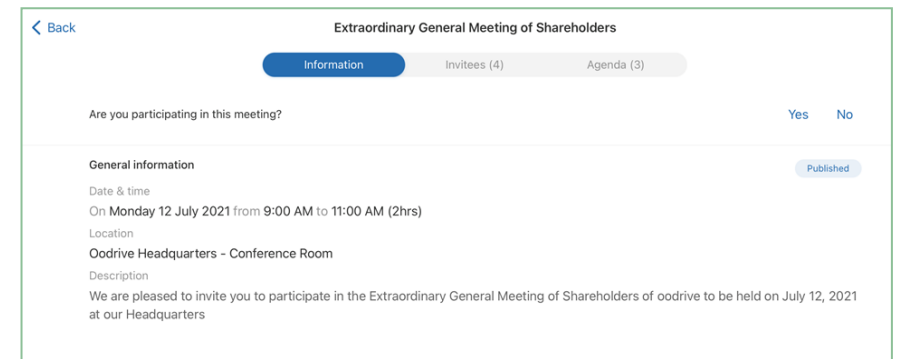 Back
Extraordinary General Meeting of Shareholders
Information
Invitees (4)
Agenda (3)
Are you participating in this meeting?
Yes
No
General information
Published
Date & time
On Monday 12 July 2021 from 9:00 AM to 11:00 AM (2hrs)
Location
Oodrive Headquarters - Conference Room
Description
We are pleased to invite you to participate in the Extraordinary General Meeting of Shareholders of oodrive to be held on July 12, 2021
at our Headquarters